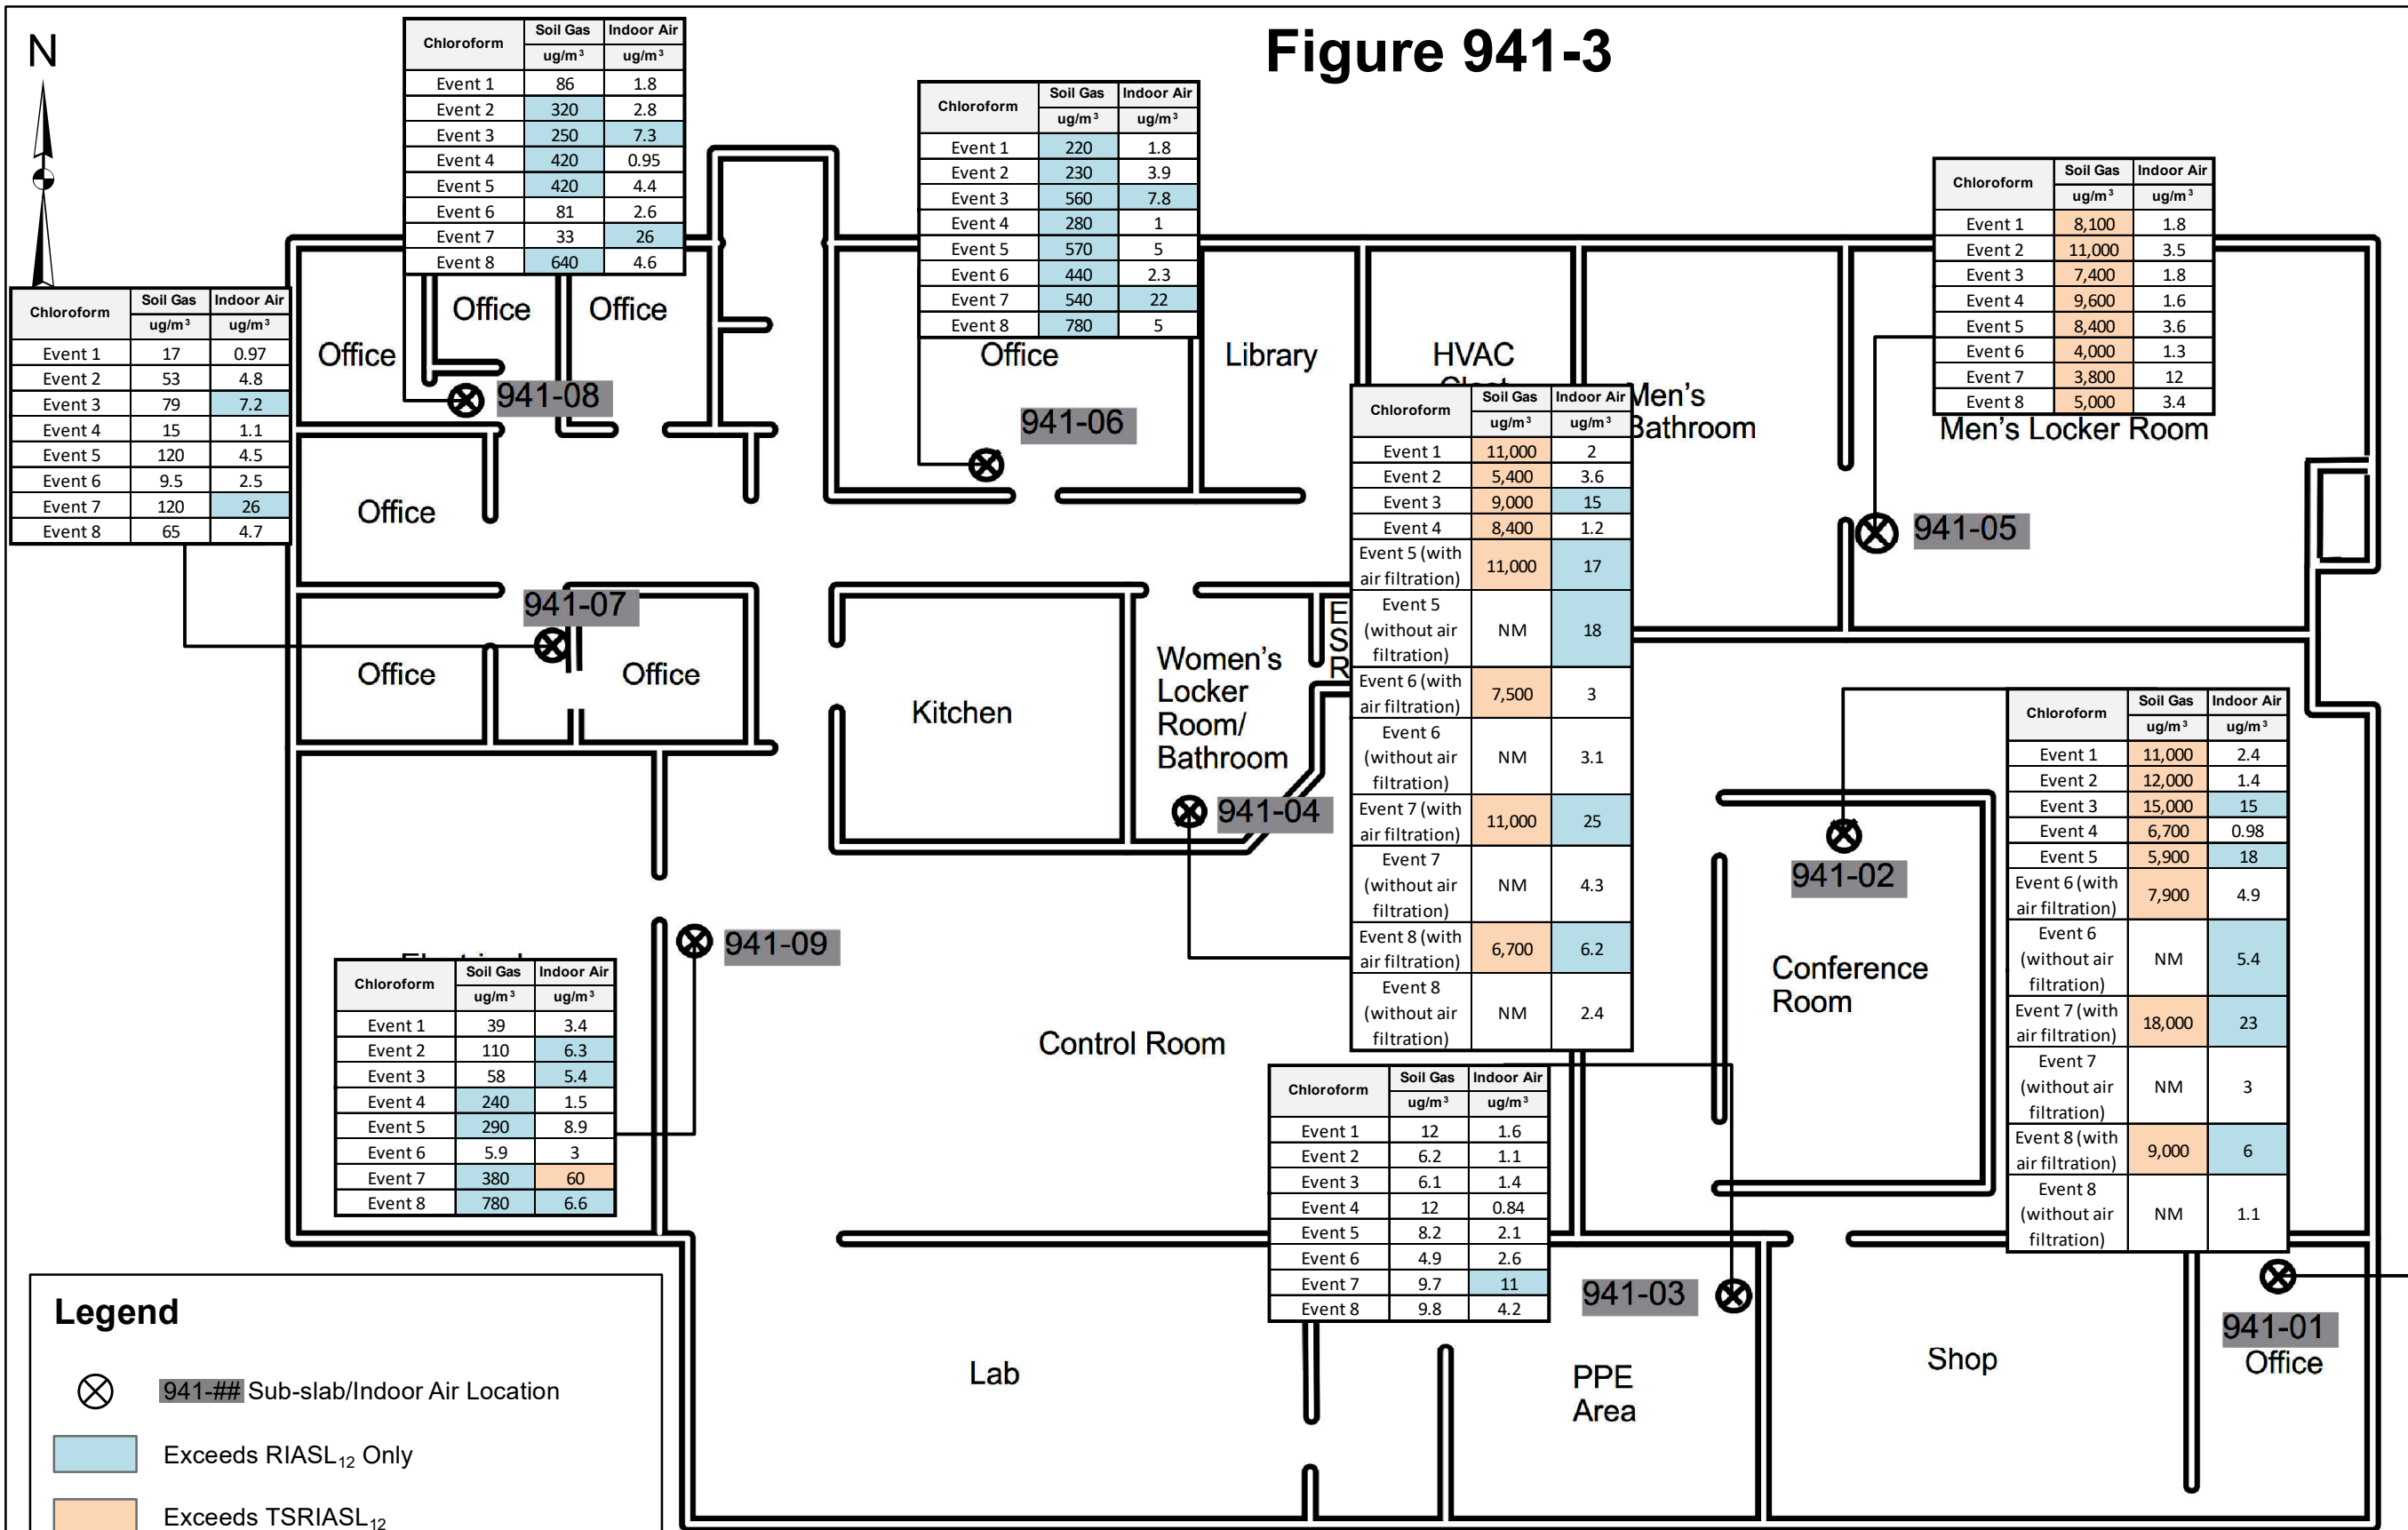 Figure 941-3
N
Chloroform Soil Gas Indoor Air
ug/m³ ug/m³
Event 1 86 1.8
Event 2 320 2.8
Event 3 250 7.3
Event 4 420 0.95
Event 5 420 4.4
Event 6 81 2.6
Event 7 33 26
Event 8 640 4.6
Chloroform Soil Gas Indoor Air
ug/m³ ug/m³
Event 1 220 1.8
Event 2 230 3.9
Event 3 560 7.8
Event 4 280 1
Event 5 570 5
Event 6 440 2.3
Event 7 540 22
Event 8 780 5
Chloroform Soil Gas Indoor Air
ug/m³ ug/m³
Event 1 8,100 1.8
Event 2 11,000 3.5
Event 3 7,400 1.8
Event 4 9,600 1.6
Event 5 8,400 3.6
Event 6 4,000 1.3
Event 7 3,800 12
Event 8 5,000 3.4
Chloroform Soil Gas Indoor Air
ug/m³ ug/m³
Event 1 17 0.97
Event 2 53 4.8
Event 3 79 7.2
Event 4 15 1.1
Event 5 120 4.5
Event 6 9.5 2.5
Event 7 120 26
Event 8 65 4.7
Office
Office
Office
941-08
Office
941-06
Library
HVAC
Men's
Bathroom
Men's Locker Room
941-05
Office
941-07
Office
Office
Kitchen
Women's
Locker
Room/
Bathroom
E
S
R
941-04
Chloroform Soil Gas Indoor Air
ug/m³ ug/m³
Event 1 11,000 2
Event 2 5,400 3.6
Event 3 9,000 15
Event 4 8,400 1.2
Event 5 (with
air filtration) 11,000 17
Event 5
(without air
filtration) NM 18
Event 6 (with
air filtration) 7,500 3
Event 6
(without air
filtration) NM 3.1
Event 7 (with
air filtration) 11,000 25
Event 7
(without air
filtration) NM 4.3
Event 8 (with
air filtration) 6,700 6.2
Event 8
(without air
filtration) NM 2.4
941-02
Conference
Room
Chloroform Soil Gas Indoor Air
ug/m³ ug/m³
Event 1 11,000 2.4
Event 2 12,000 1.4
Event 3 15,000 15
Event 4 6,700 0.98
Event 5 5,900 18
Event 6 (with
air filtration) 7,900 4.9
Event 6
(without air
filtration) NM 5.4
Event 7 (with
air filtration) 18,000 23
Event 7
(without air
filtration) NM 3
Event 8 (with
air filtration) 9,000 6
Event 8
(without air
filtration) NM 1.1
941-09
Chloroform Soil Gas Indoor Air
ug/m³ ug/m³
Event 1 39 3.4
Event 2 110 6.3
Event 3 58 5.4
Event 4 240 1.5
Event 5 290 8.9
Event 6 5.9 3
Event 7 380 60
Event 8 780 6.6
Control Room
Chloroform Soil Gas Indoor Air
ug/m³ ug/m³
Event 1 12 1.6
Event 2 6.2 1.1
Event 3 6.1 1.4
Event 4 12 0.84
Event 5 8.2 2.1
Event 6 4.9 2.6
Event 7 9.7 11
Event 8 9.8 4.2
941-03
941-01
Office
Shop
Lab
PPE
Area
Legend
941-## Sub-slab/Indoor Air Location
Exceeds RIASL₁₂ Only
Exceeds TSRIASL₁₂